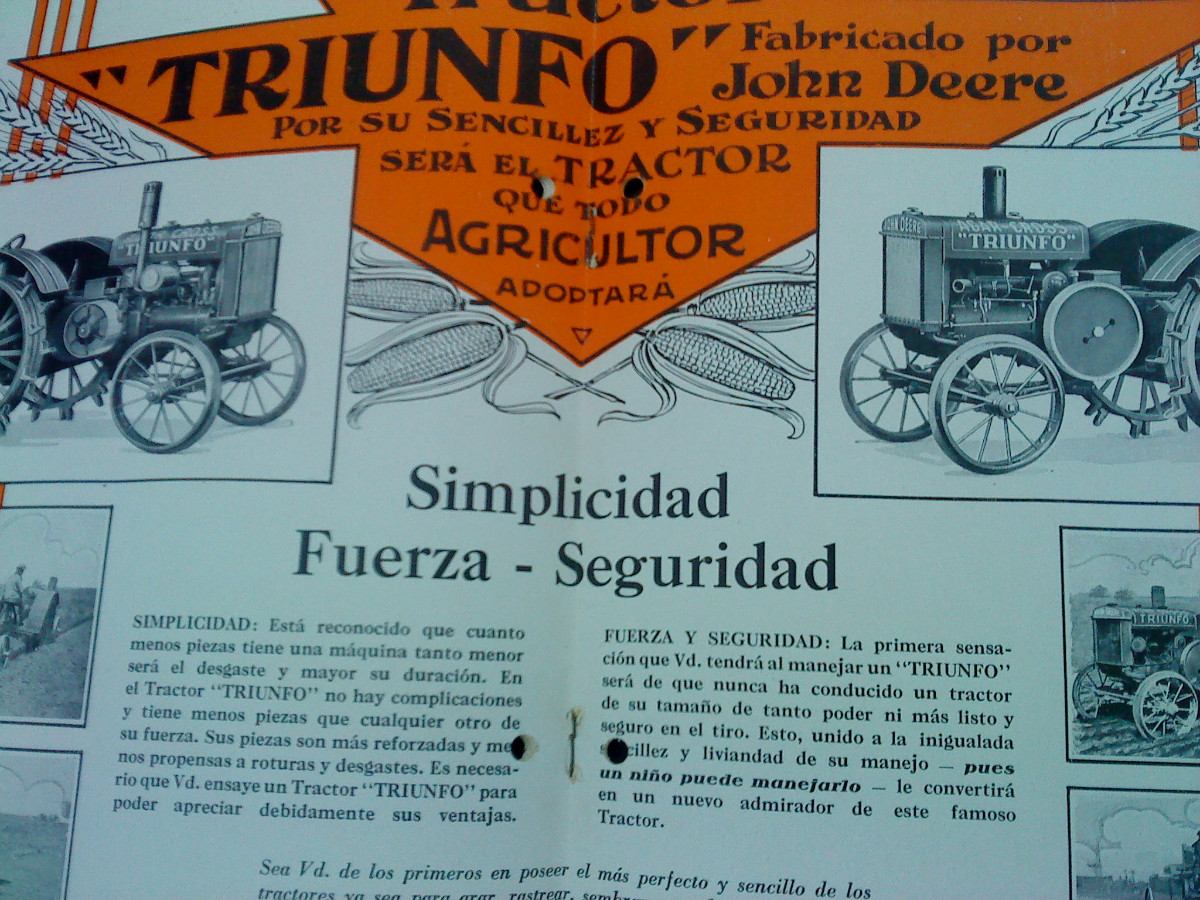 Tractor
"TRIUNFO" Fabricado por
John Deere
POR SU SENCILLEZ Y SEGURIDAD
SERÁ EL TRACTOR
QUE TODO
AGRICULTOR
ADOPTARÁ
"TRIUNFO"
JOHN DEERE
"TRIUNFO"
Simplicidad
Fuerza - Seguridad
SIMPLICIDAD: Está reconocido que cuanto
menos piezas tiene una máquina tanto menor
será el desgaste y mayor su duración. En
el Tractor "TRIUNFO" no hay complicaciones
y tiene menos piezas que cualquier otro de
su fuerza. Sus piezas son más reforzadas y me-
nos propensas a roturas y desgastes. Es necesa-
rio que Vd. ensaye un Tractor "TRIUNFO" para
poder apreciar debidamente sus ventajas.
FUERZA Y SEGURIDAD: La primera sensa-
ción que Vd. tendrá al manejar un "TRIUNFO"
será de que nunca ha conducido un tractor
de su tamaño de tanto poder ni más listo y
seguro en el tiro. Esto, unido a la inigualada
sencillez y liviandad de su manejo — pues
un niño puede manejarlo — le convertirá
en un nuevo admirador de este famoso
Tractor.
TRIUNFO
Sea Vd. de los primeros en poseer el más perfecto y sencillo de los
tractores ya sea para arar, rastrear,